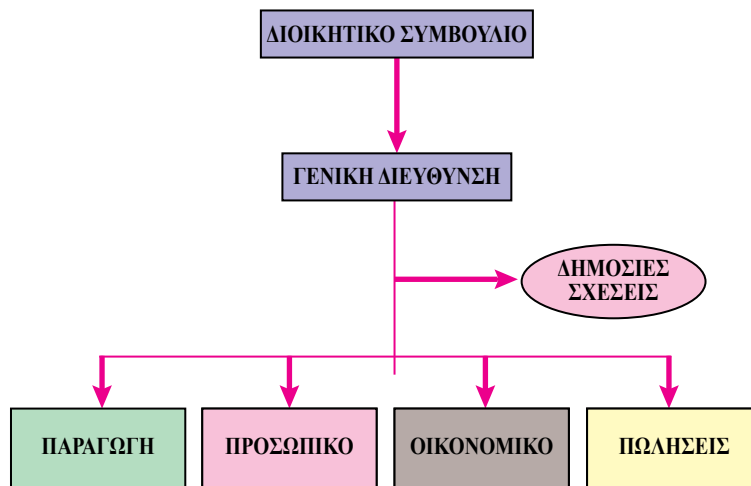 ΔΙΟΙΚΗΤΙΚΟ ΣΥΜΒΟΥΛΙΟ
ΓΕΝΙΚΗ ΔΙΕΥΘΥΝΣΗ
ΔΗΜΟΣΙΕΣ
ΣΧΕΣΕΙΣ
ΠΑΡΑΓΩΓΗ
ΠΡΟΣΩΠΙΚΟ
ΟΙΚΟΝΟΜΙΚΟ
ΠΩΛΗΣΕΙΣ